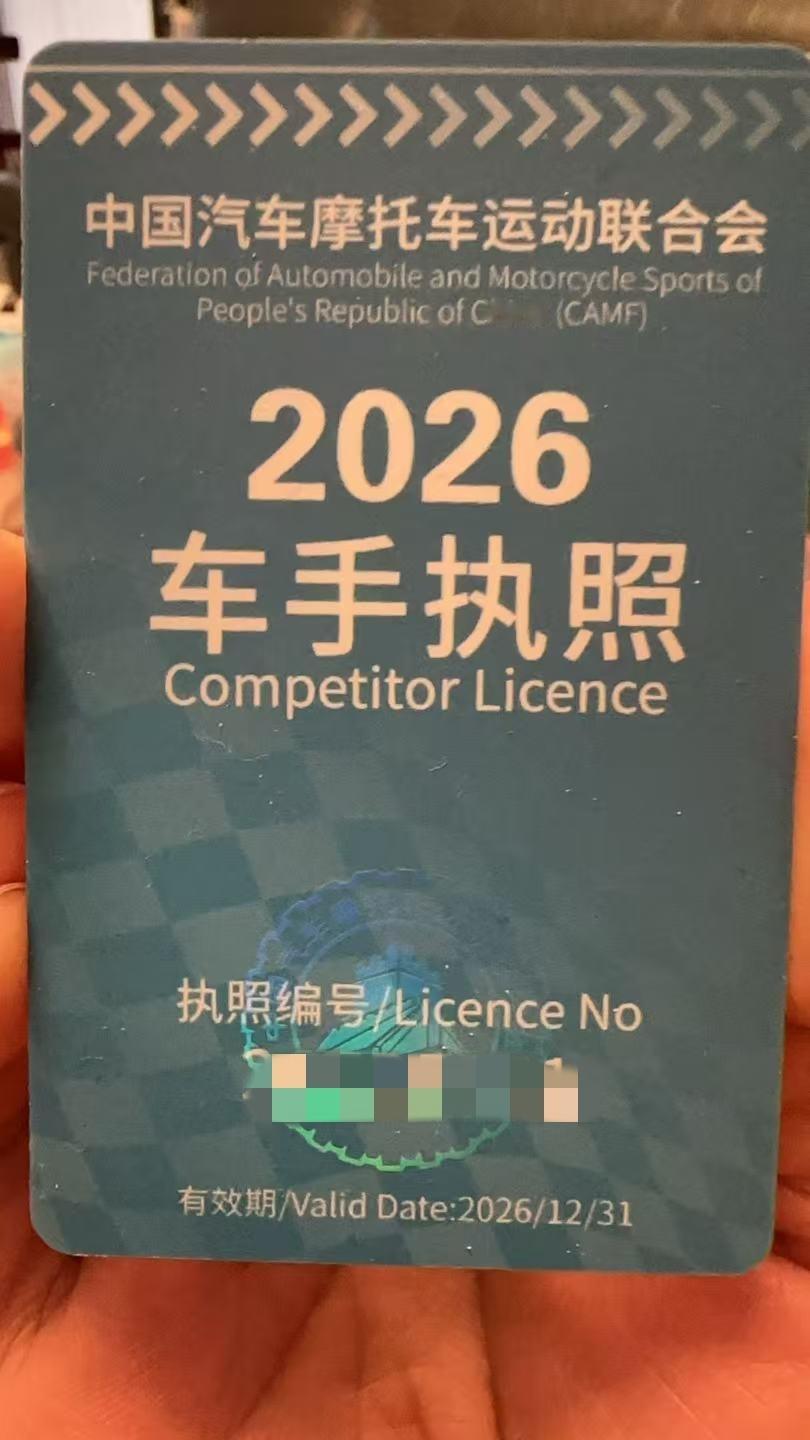 中国汽车摩托车运动联合会
Federation of Automobile and Motorcycle Sports of
People's Republic of (CAMF)
2026
车手执照
Competitor Licence
执照编号/Licence No
有效期/Valid Date:2026/12/31